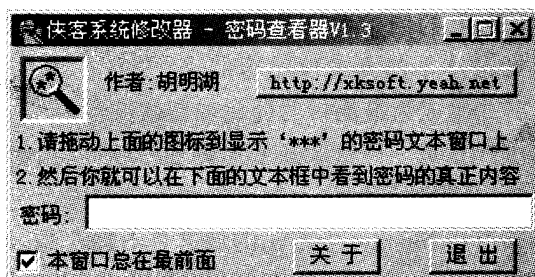 侠客系统修改器 - 密码查看器V1.3
作者:胡明湖
http://xksoft.yeah.net
1.请拖动上面的图标到显示‘***’的密码文本窗口上
2.然后你就可以在下面的文本框中看到密码的真正内容
密码:
本窗口总在最前面
关于
退出